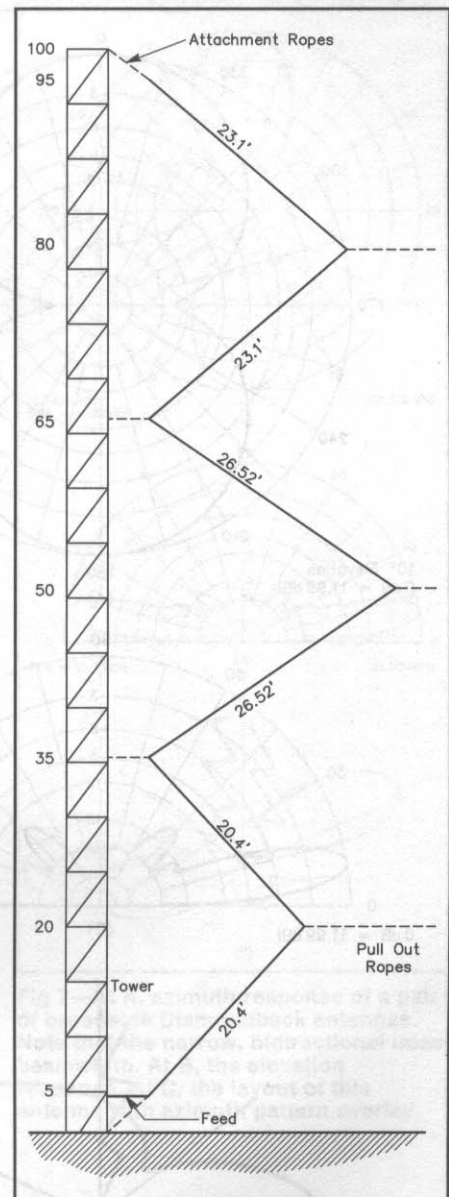 100
Attachment Ropes
95
23.1'
80
23.1'
65
26.52'
50
26.52'
35
20.4'
20
Pull Out
Ropes
Tower
20.4
5
Feed